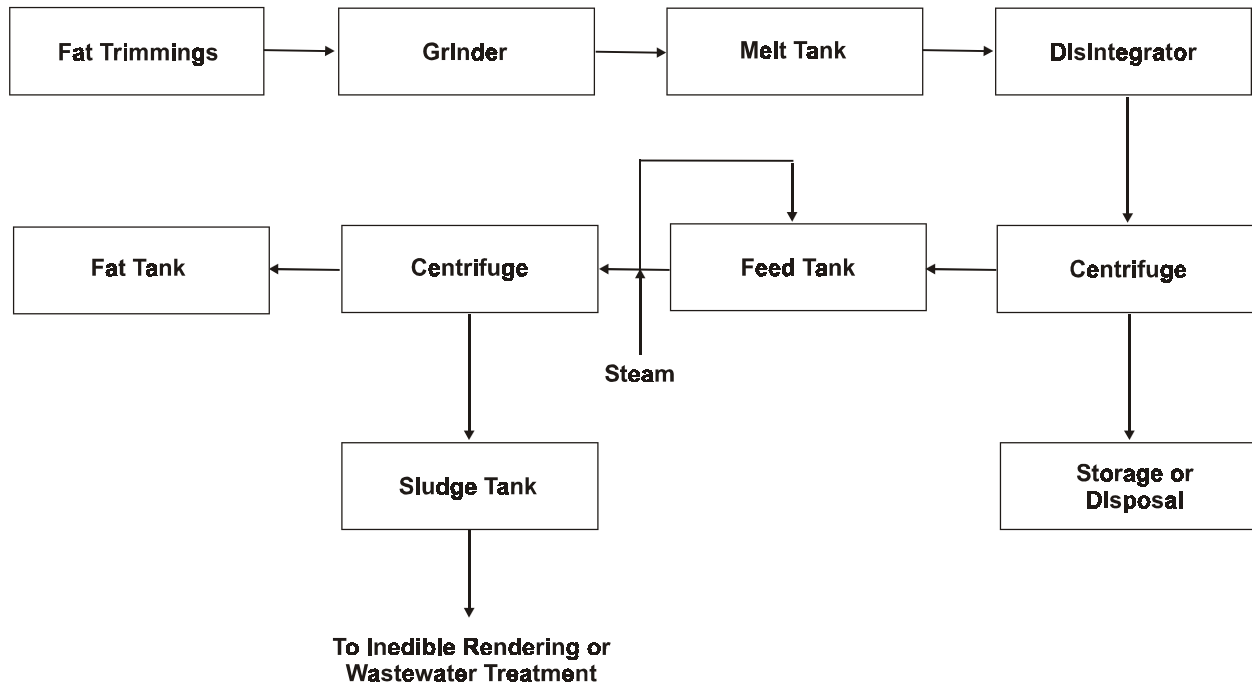 Fat Trimmings
GrInder
Melt Tank
DIsIntegrator
Fat Tank
Centrifuge
Feed Tank
Centrifuge
Steam
Sludge Tank
Storage or
DIsposal
To Inedible Rendering or
Wastewater Treatment